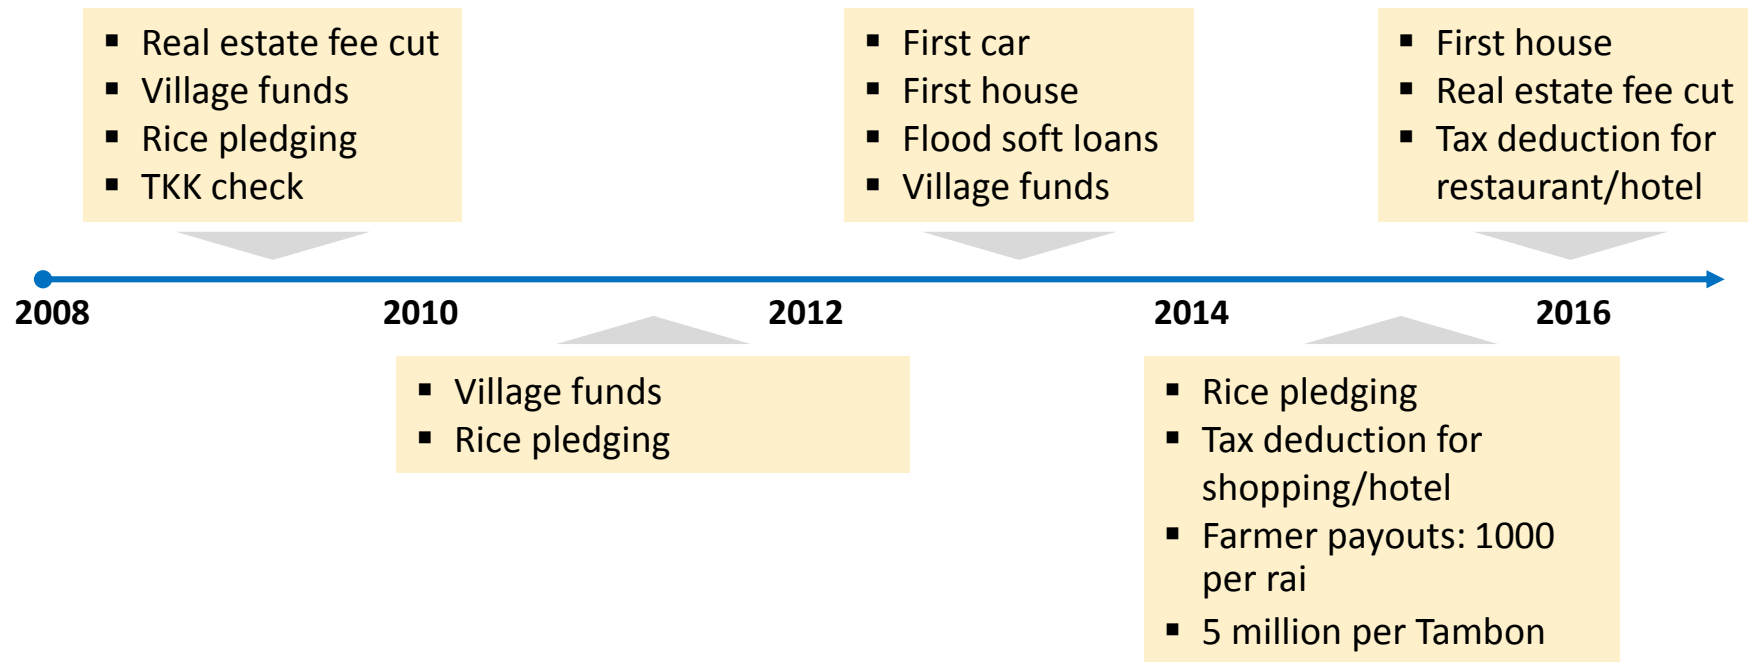 ▪ Real estate fee cut
▪ Village funds
▪ Rice pledging
▪ TKK check
▪ First car
▪ First house
▪ Flood soft loans
▪ Village funds
▪ First house
▪ Real estate fee cut
▪ Tax deduction for
restaurant/hotel
2008 2010 2012 2014 2016
▪ Village funds
▪ Rice pledging
▪ Rice pledging
▪ Tax deduction for
shopping/hotel
▪ Farmer payouts: 1000
per rai
▪ 5 million per Tambon